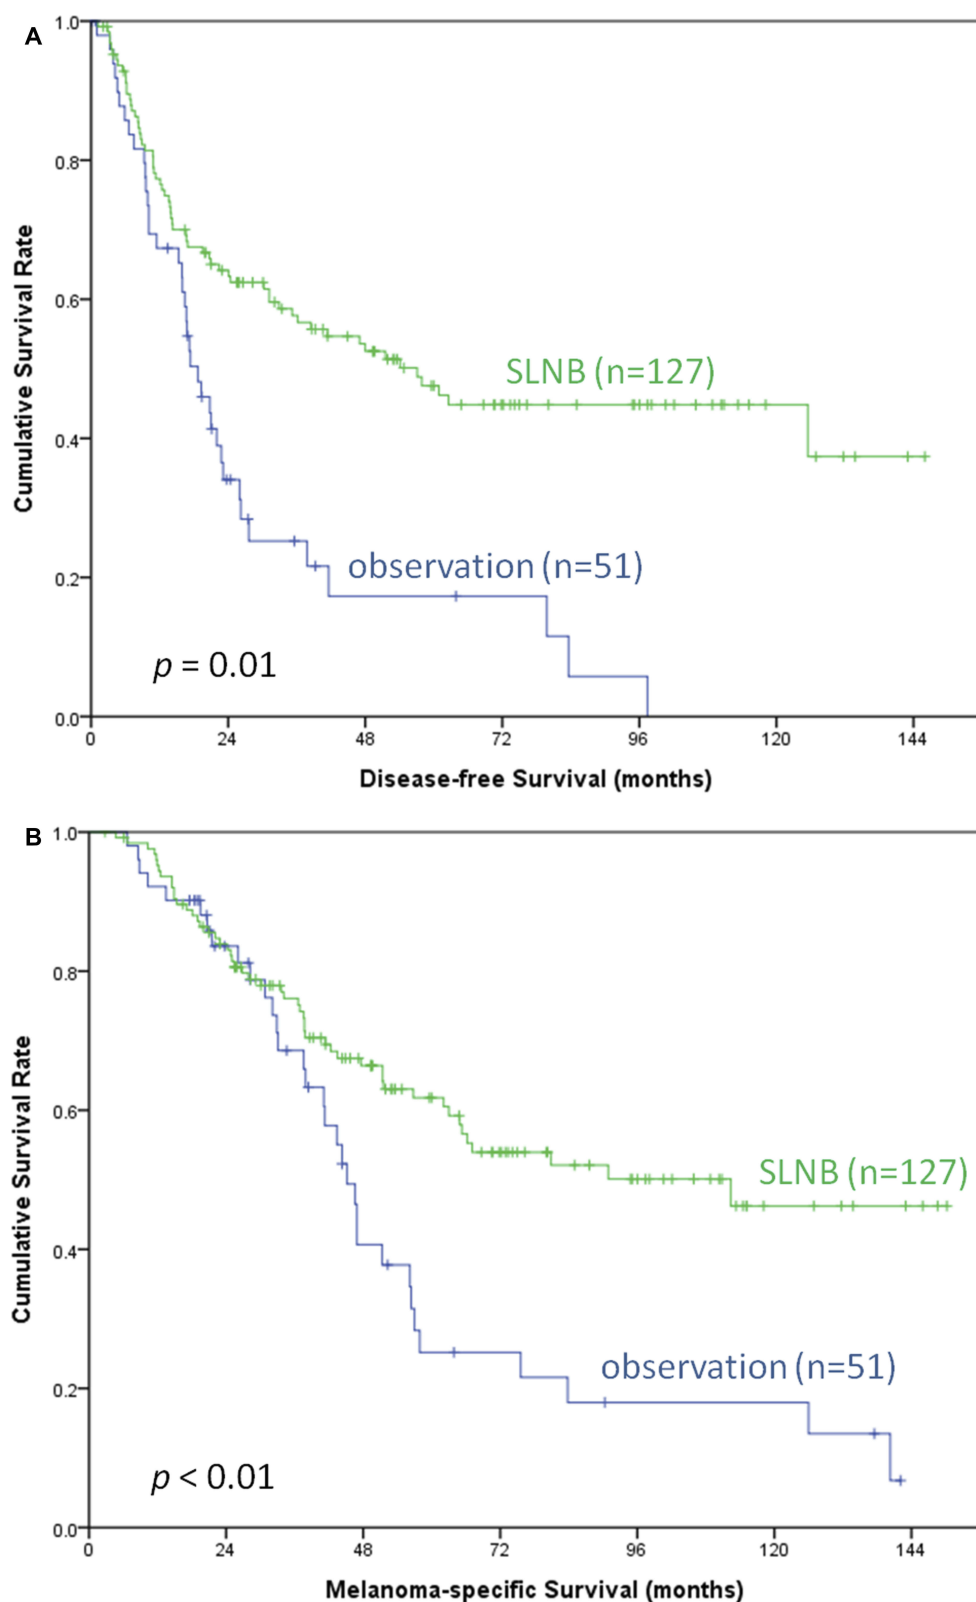 A
1.0
0.8
0.6
0.4
0.2
0.0
Cumulative Survival Rate
SLNB (n=127)
observation (n=51)
p = 0.01
0 24 48 72 96 120 144
Disease-free Survival (months)
B
1.0
0.8
0.6
0.4
0.2
0.0
Cumulative Survival Rate
SLNB (n=127)
observation (n=51)
p < 0.01
0 24 48 72 96 120 144
Melanoma-specific Survival (months)